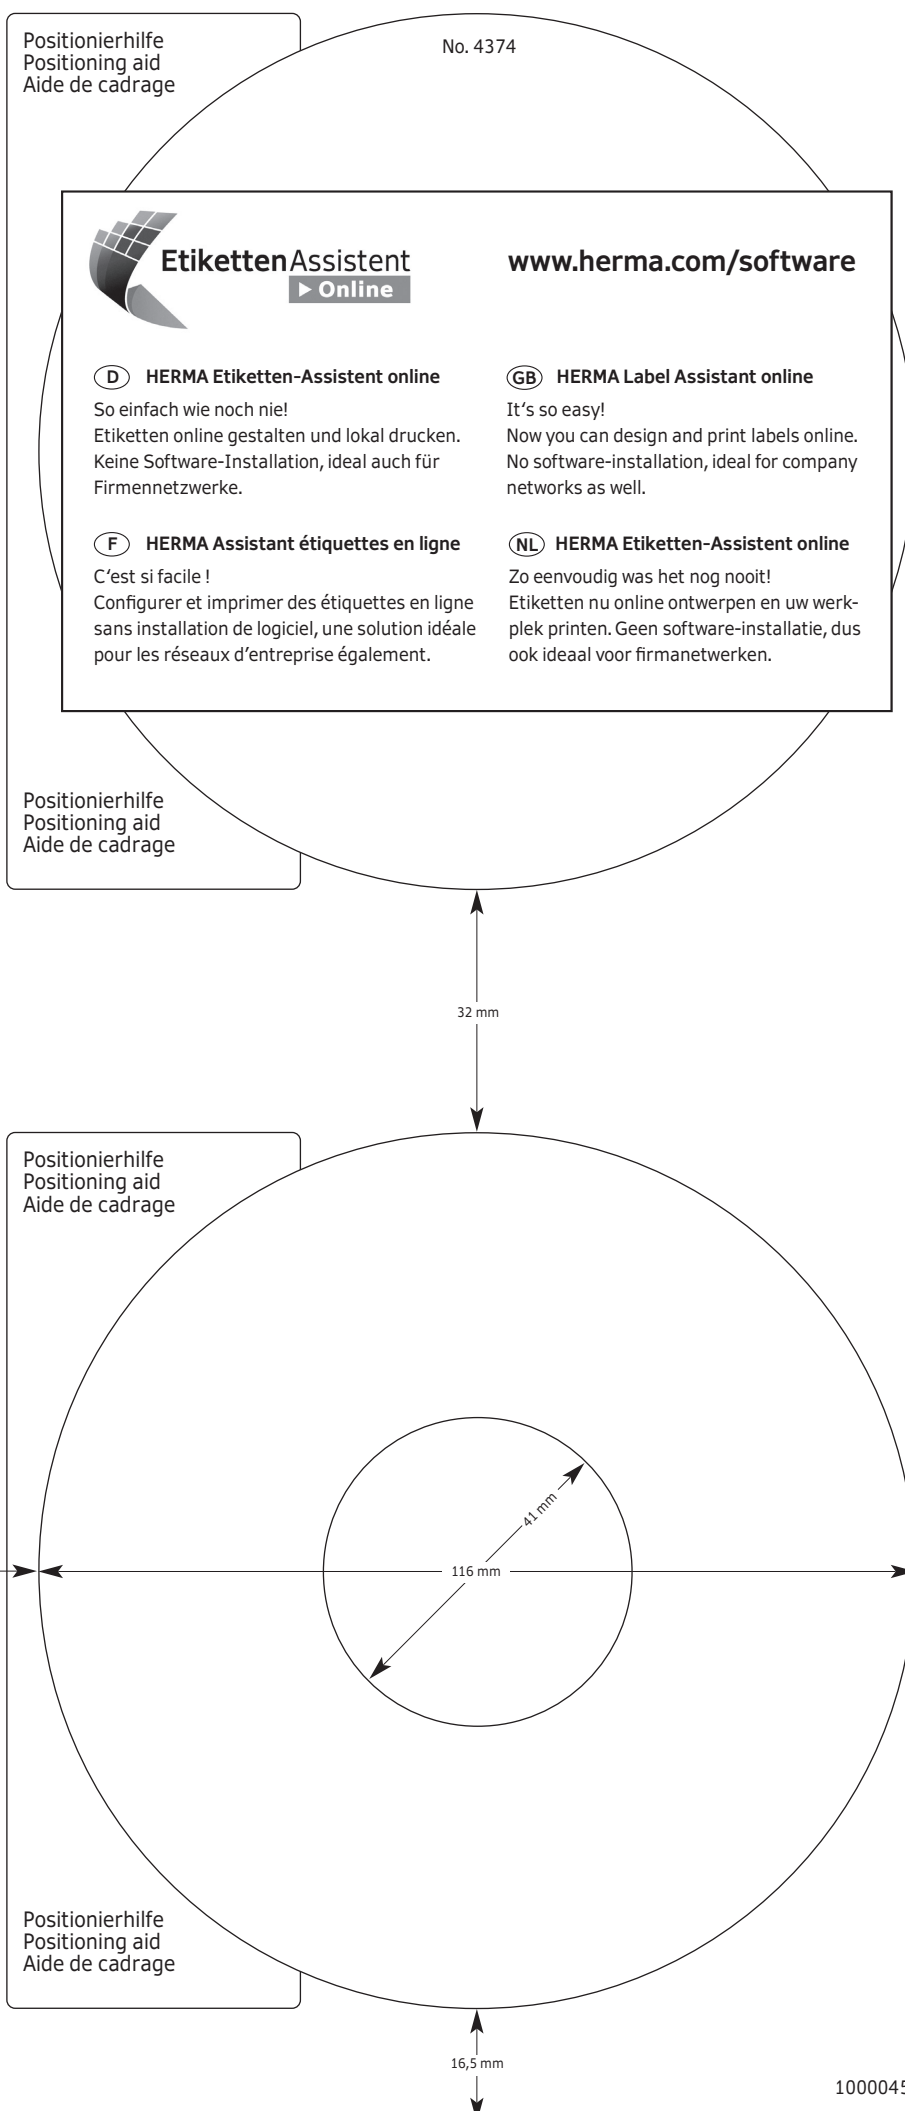 Positionierhilfe
Positioning aid
Aide de cadrage
No. 4374
EtikettenAssistent
Online
www.herma.com/software
D HERMA Etiketten-Assistent online
So einfach wie noch nie!
Etiketten online gestalten und lokal drucken.
Keine Software-Installation, ideal auch für
Firmennetzwerke.
GB HERMA Label Assistant online
It‘s so easy!
Now you can design and print labels online.
No software-installation, ideal for company
networks as well.
F HERMA Assistant étiquettes en ligne
C‘est si facile !
Configurer et imprimer des étiquettes en ligne
sans installation de logiciel, une solution idéale
pour les réseaux d’entreprise également.
NL HERMA Etiketten-Assistent online
Zo eenvoudig was het nog nooit!
Etiketten nu online ontwerpen en uw werk-
plek printen. Geen software-installatie, dus
ook ideaal voor firmanetwerken.
Positionierhilfe
Positioning aid
Aide de cadrage
32 mm
Positionierhilfe
Positioning aid
Aide de cadrage
41 mm
116 mm
Positionierhilfe
Positioning aid
Aide de cadrage
16,5 mm
1000045